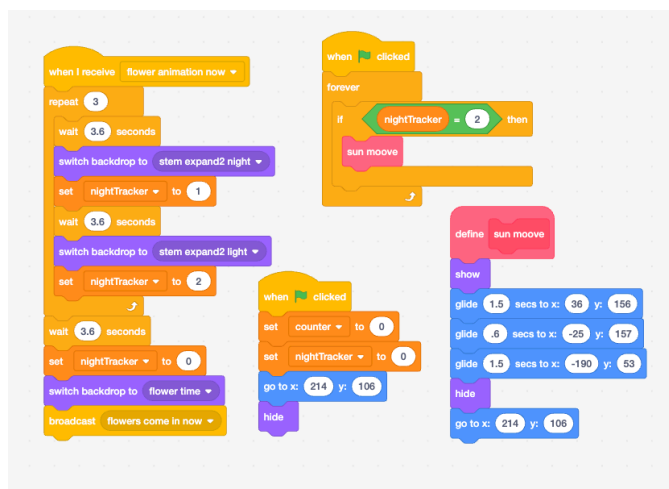 when I receive flower animation now
repeat 3
wait 3.6 seconds
switch backdrop to stem expand2 night
set nightTracker to 1
wait 3.6 seconds
switch backdrop to stem expand2 light
set nightTracker to 2
wait 3.6 seconds
set nightTracker to 0
switch backdrop to flower time
broadcast flowers come in now
when clicked
forever
if nightTracker = 2 then
sun moove
when clicked
set counter to 0
set nightTracker to 0
go to x: 214 y: 106
hide
define sun moove
show
glide 1.5 secs to x: 36 y: 156
glide .6 secs to x: -25 y: 157
glide 1.5 secs to x: -190 y: 53
hide
go to x: 214 y: 106